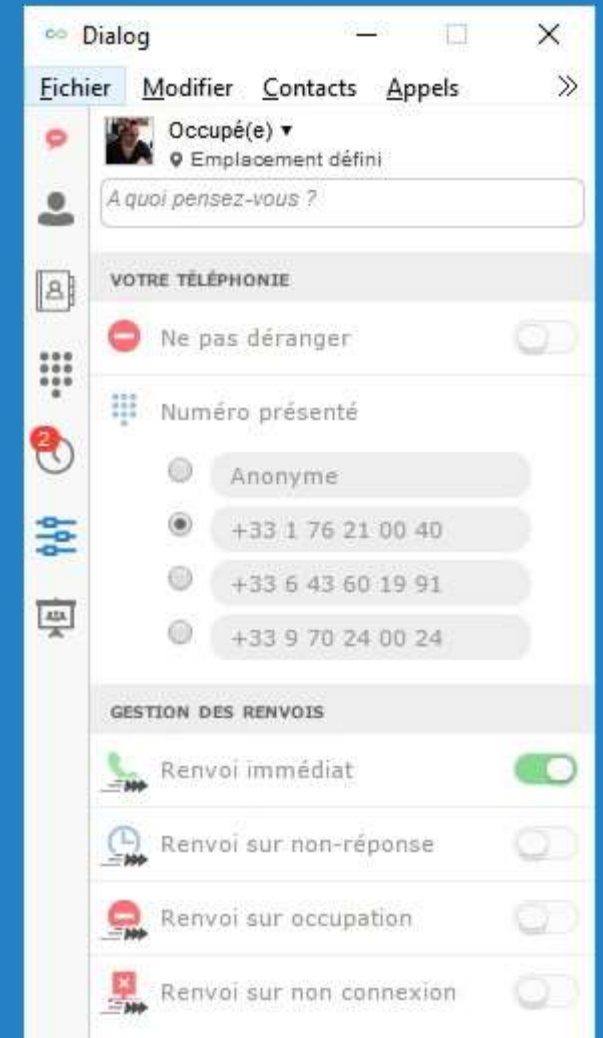 Dialog
Fichier Modifier Contacts Appels
Occupé(e)
Emplacement défini
A quoi pensez-vous ?
VOTRE TÉLÉPHONIE
Ne pas déranger
Numéro présenté
2
Anonyme
+33 1 76 21 00 40
+33 6 43 60 19 91
+33 9 70 24 00 24
GESTION DES RENVOIS
Renvoi immédiat
Renvoi sur non-réponse
Renvoi sur occupation
Renvoi sur non connexion